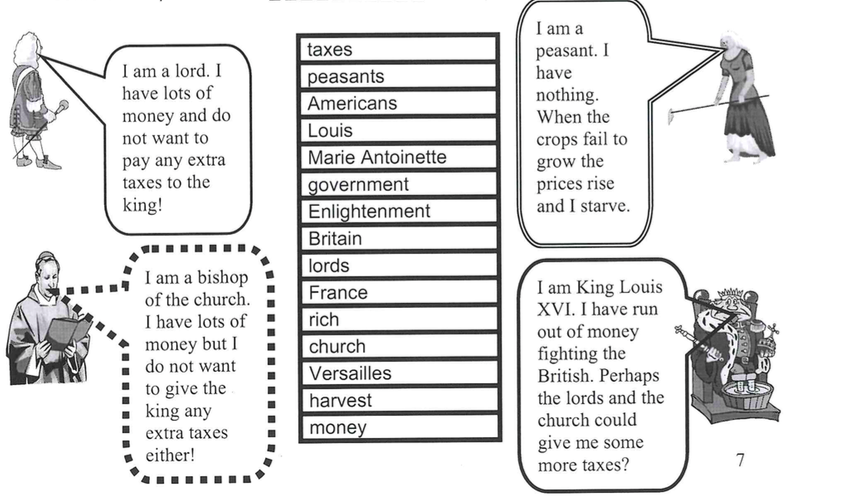 I am a lord. I
have lots of
money and do
not want to
pay any extra
taxes to the
king!
I am a bishop
of the church.
I have lots of
money but I
do not want
to give the
king any
extra taxes
either!
taxes
peasants
Americans
Louis
Marie Antoinette
government
Enlightenment
Britain
lords
France
rich
church
Versailles
harvest
money
I am a
peasant. I
have
nothing.
When the
crops fail to
grow the
prices rise
and I starve.
I am King Louis
XVI. I have run
out of money
fighting the
British. Perhaps
the lords and the
church could
give me some
more taxes?
7